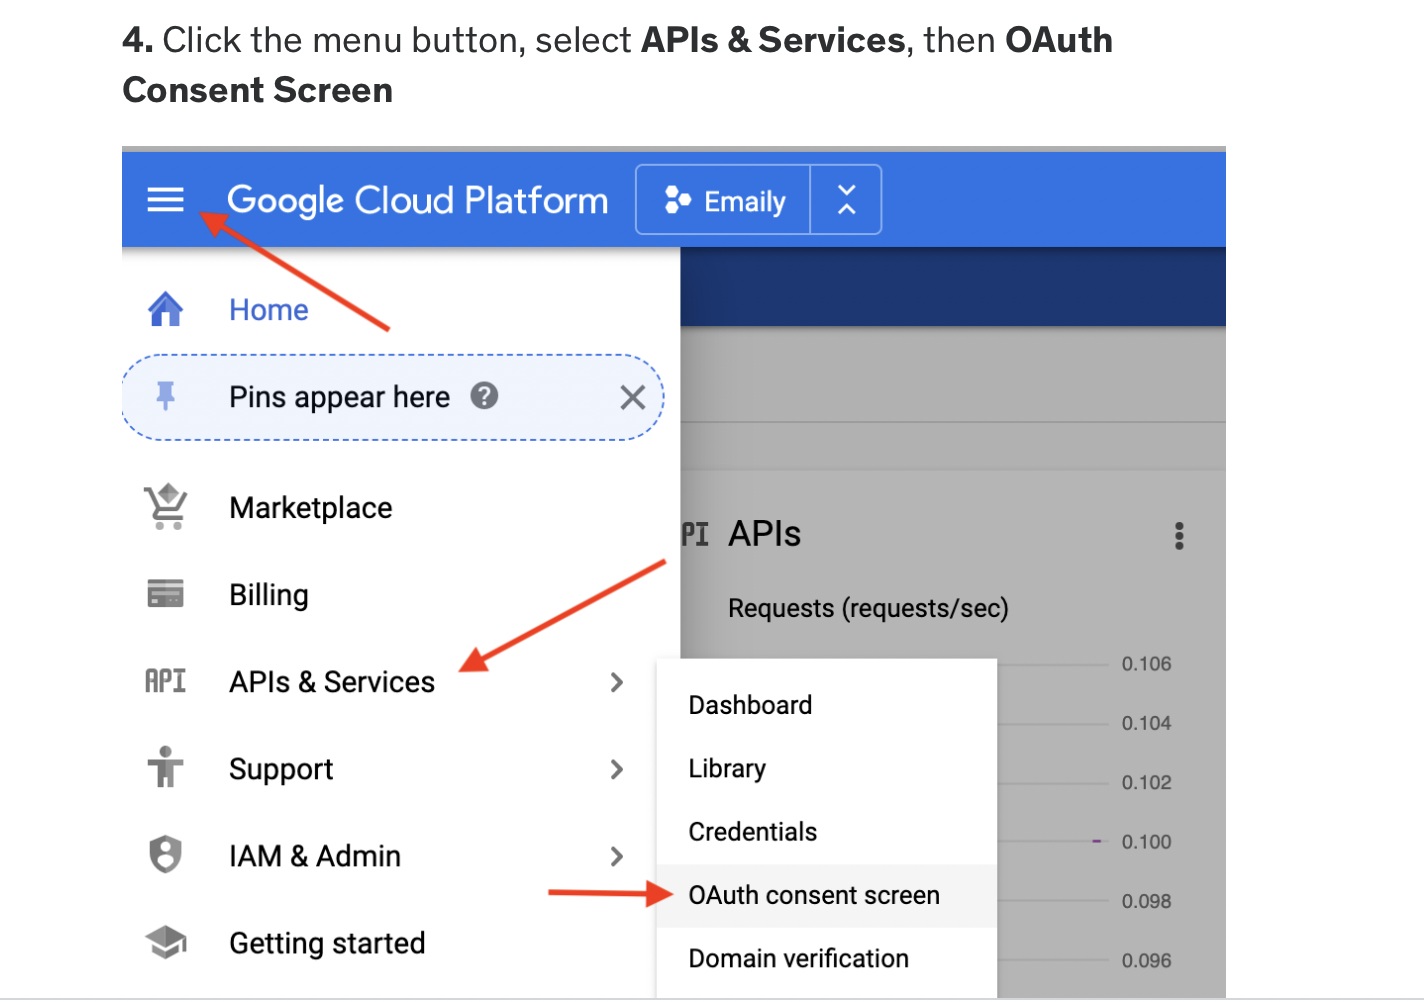 4. Click the menu button, select APIs & Services, then OAuth
Consent Screen
Google Cloud Platform
Emaily
Home
Pins appear here
?
Marketplace
Billing
API
APIs & Services
Support
IAM & Admin
Getting started
PI
APIs
Requests (requests/sec)
0.106
0.104
0.102
0.100
0.098
0.096
Dashboard
Library
Credentials
OAuth consent screen
Domain verification